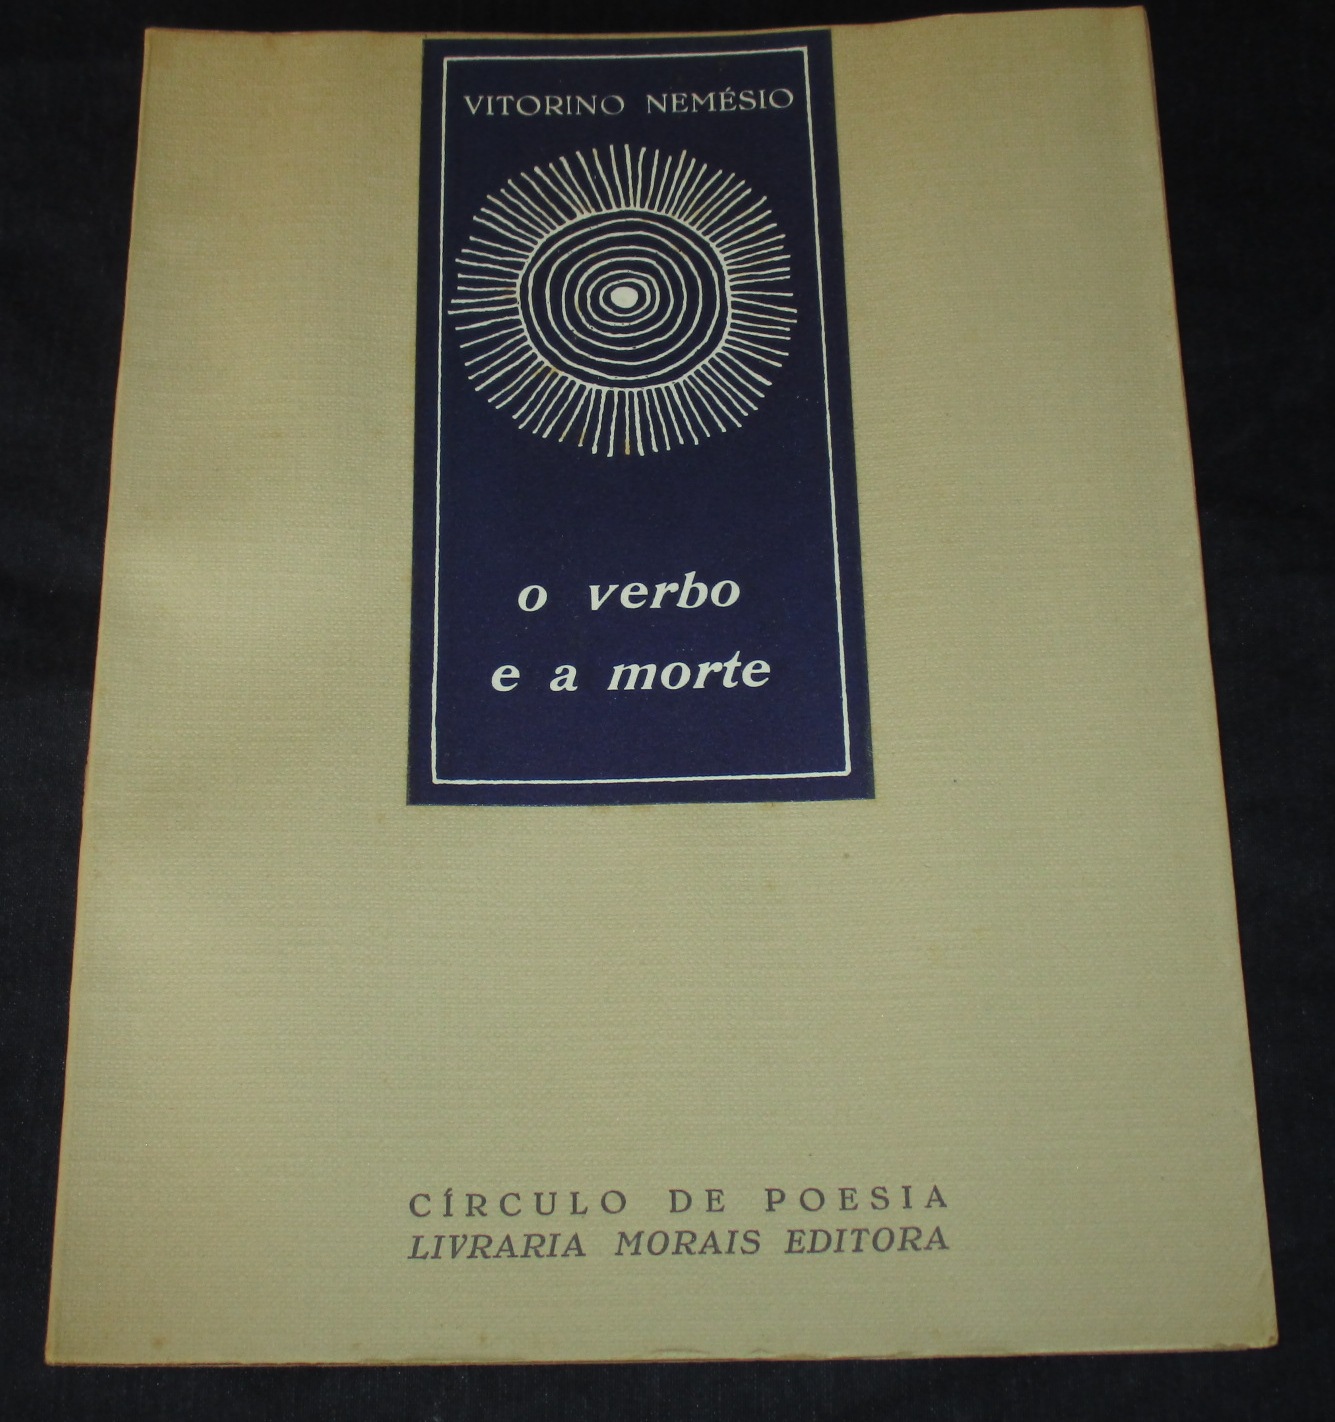 VITORINO NEMÉSIO
o verbo
e a morte
CÍRCULO DE POESIA
LIVRARIA MORAIS EDITORA